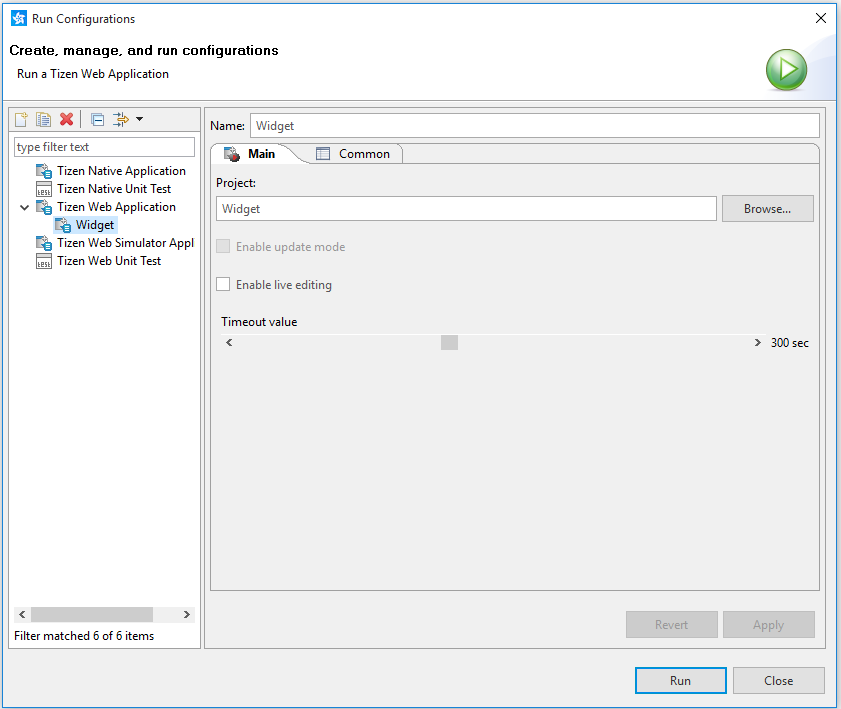 Run Configurations
Create, manage, and run configurations
Run a Tizen Web Application
type filter text
Tizen Native Application
Tizen Native Unit Test
Tizen Web Application
Widget
Tizen Web Simulator Appl
Tizen Web Unit Test
Filter matched 6 of 6 items
Name: Widget
Main Common
Project:
Widget Browse...
Enable update mode
Enable live editing
Timeout value
300 sec
Revert Apply
Run Close